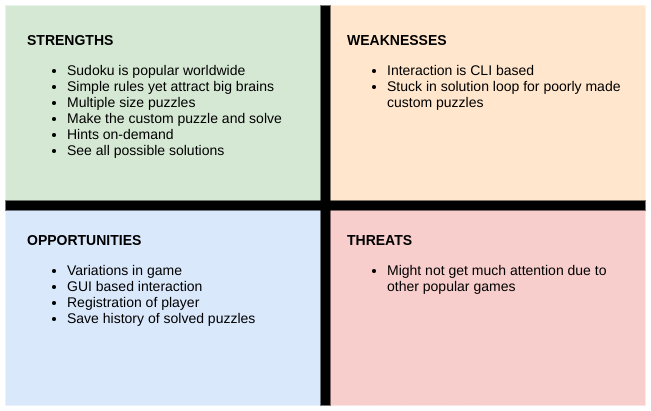 STRENGTHS
• Sudoku is popular worldwide
• Simple rules yet attract big brains
• Multiple size puzzles
• Make the custom puzzle and solve
• Hints on-demand
• See all possible solutions
WEAKNESSES
• Interaction is CLI based
• Stuck in solution loop for poorly made
custom puzzles
OPPORTUNITIES
• Variations in game
• GUI based interaction
• Registration of player
• Save history of solved puzzles
THREATS
• Might not get much attention due to
other popular games